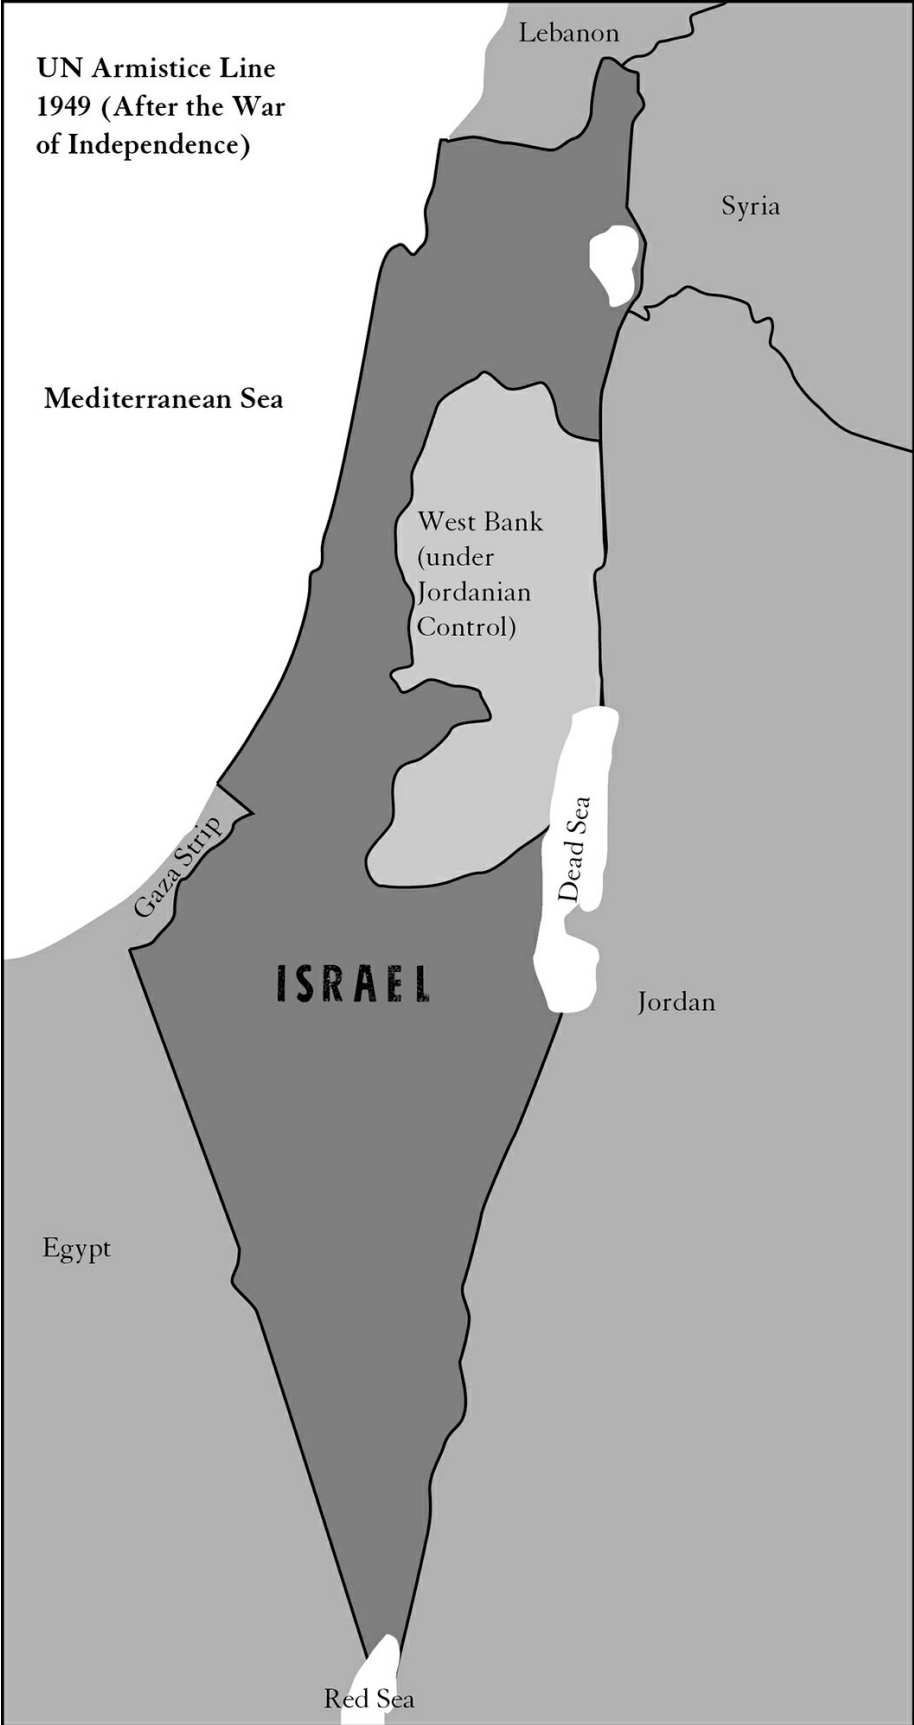 Lebanon
UN Armistice Line
1949 (After the War
of Independence)
Syria
Mediterranean Sea
West Bank
(under
Jordanian
Control)
Dead Sea
Gaza Strip
ISRAEL
Jordan
Egypt
Red Sea